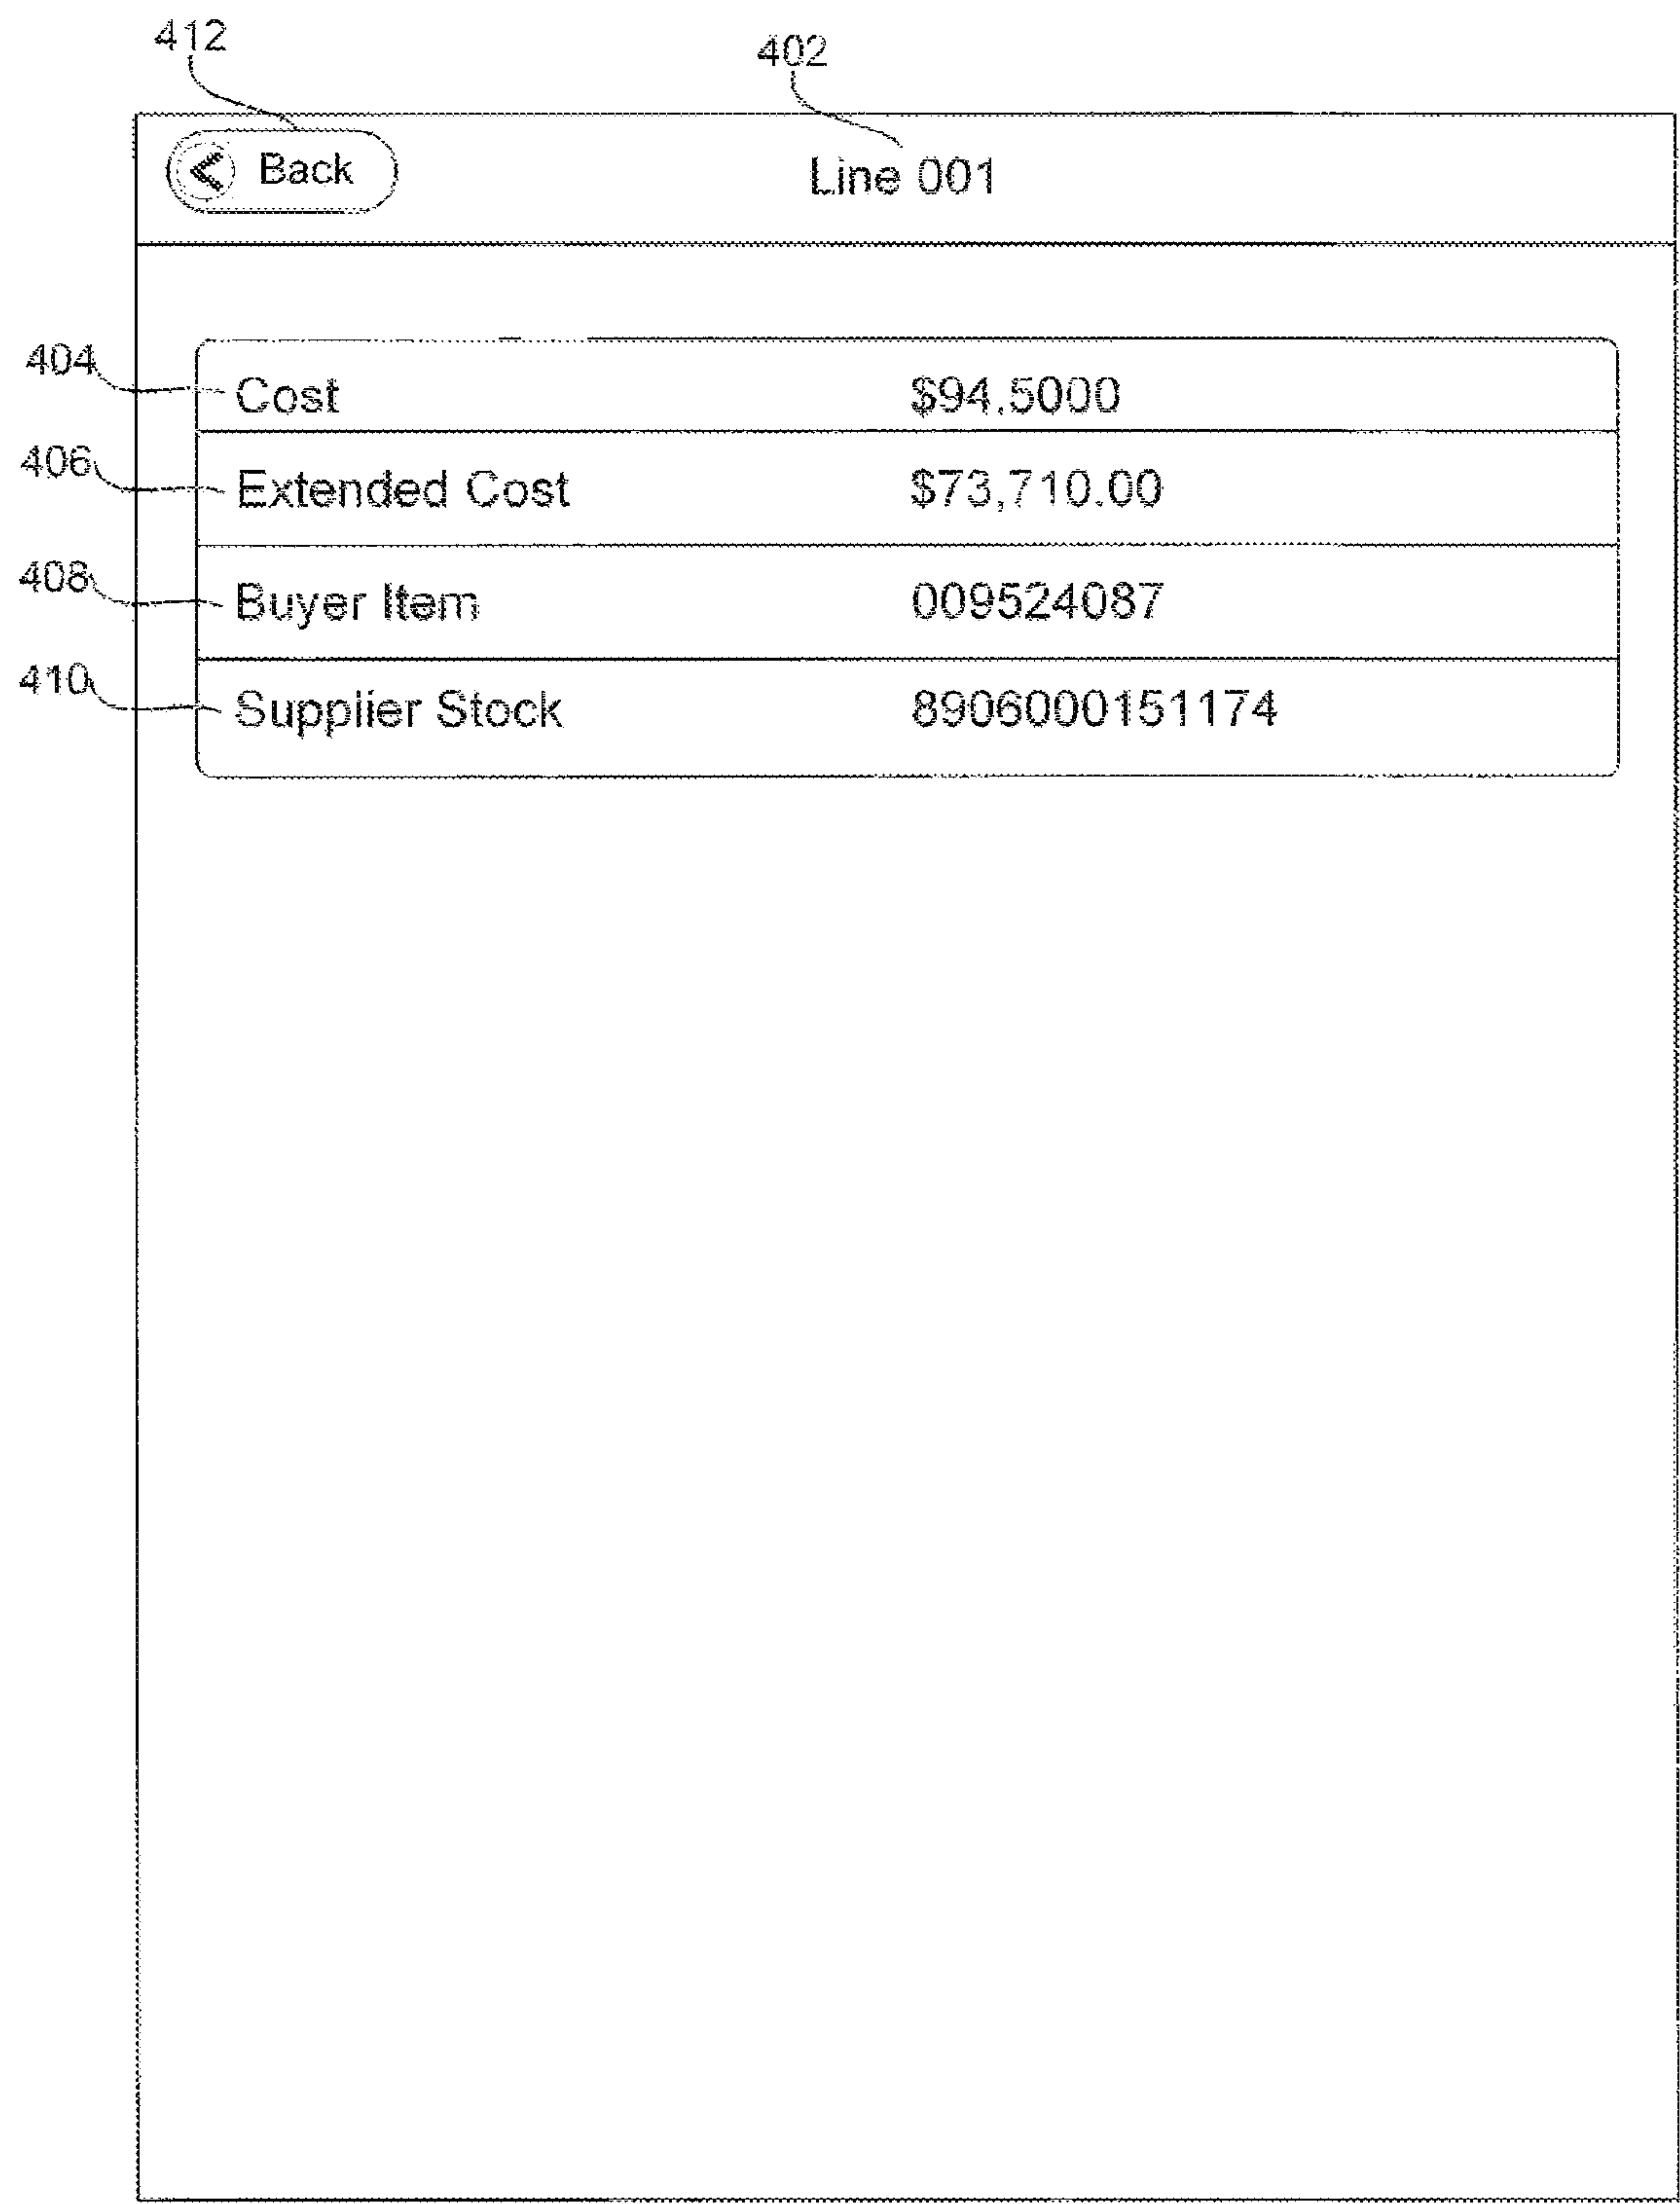 412
402
Back
Line 001
404
Cost $94.5000
406
Extended Cost $73,710.00
408
Buyer Item 009524087
410
Supplier Stock 8906000151174